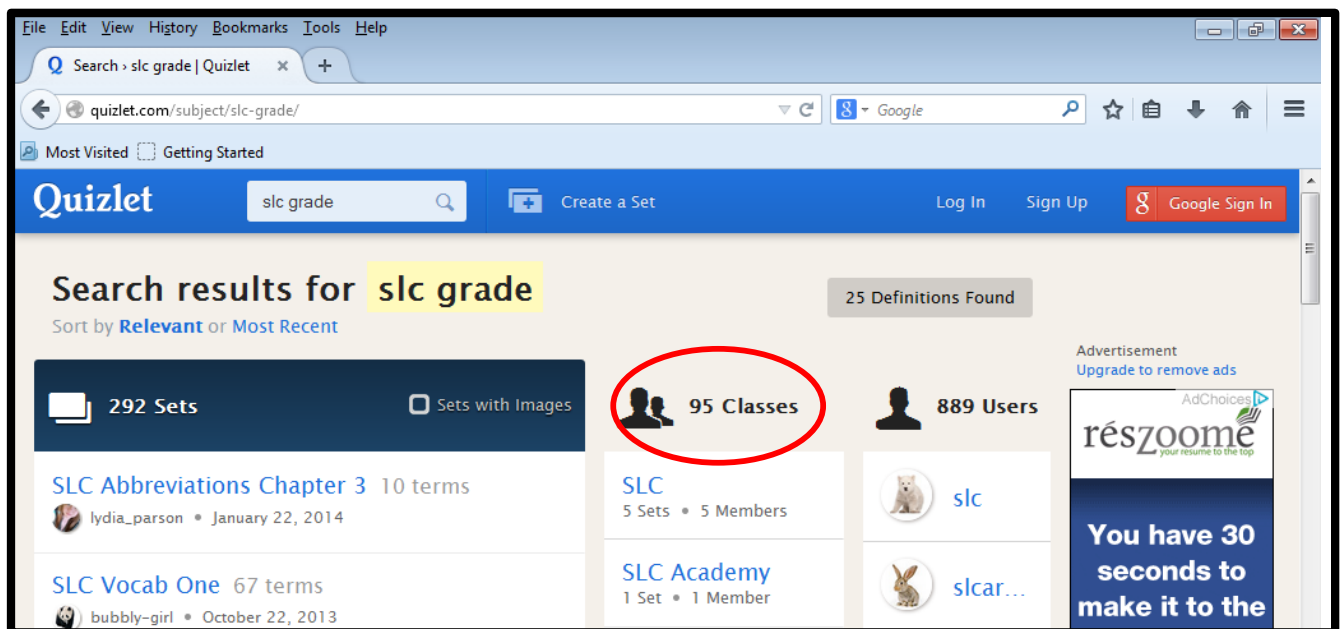 File Edit View History Bookmarks Tools Help
Q Search › slc grade | Quizlet × +
quizlet.com/subject/slc-grade/
8 Google
Most Visited Getting Started
Quizlet
slc grade
Create a Set
Log In Sign Up
8 Google Sign In
Search results for slc grade
25 Definitions Found
Sort by Relevant or Most Recent
292 Sets
Sets with Images
95 Classes
889 Users
SLC Abbreviations Chapter 3 10 terms
lydia_parson • January 22, 2014
SLC Vocab One 67 terms
bubbly-girl • October 22, 2013
SLC
5 Sets • 5 Members
SLC Academy
1 Set • 1 Member
slc
slcar...
Advertisement
Upgrade to remove ads
AdChoices
résZoomē
your resume to the top
You have 30
seconds to
make it to the